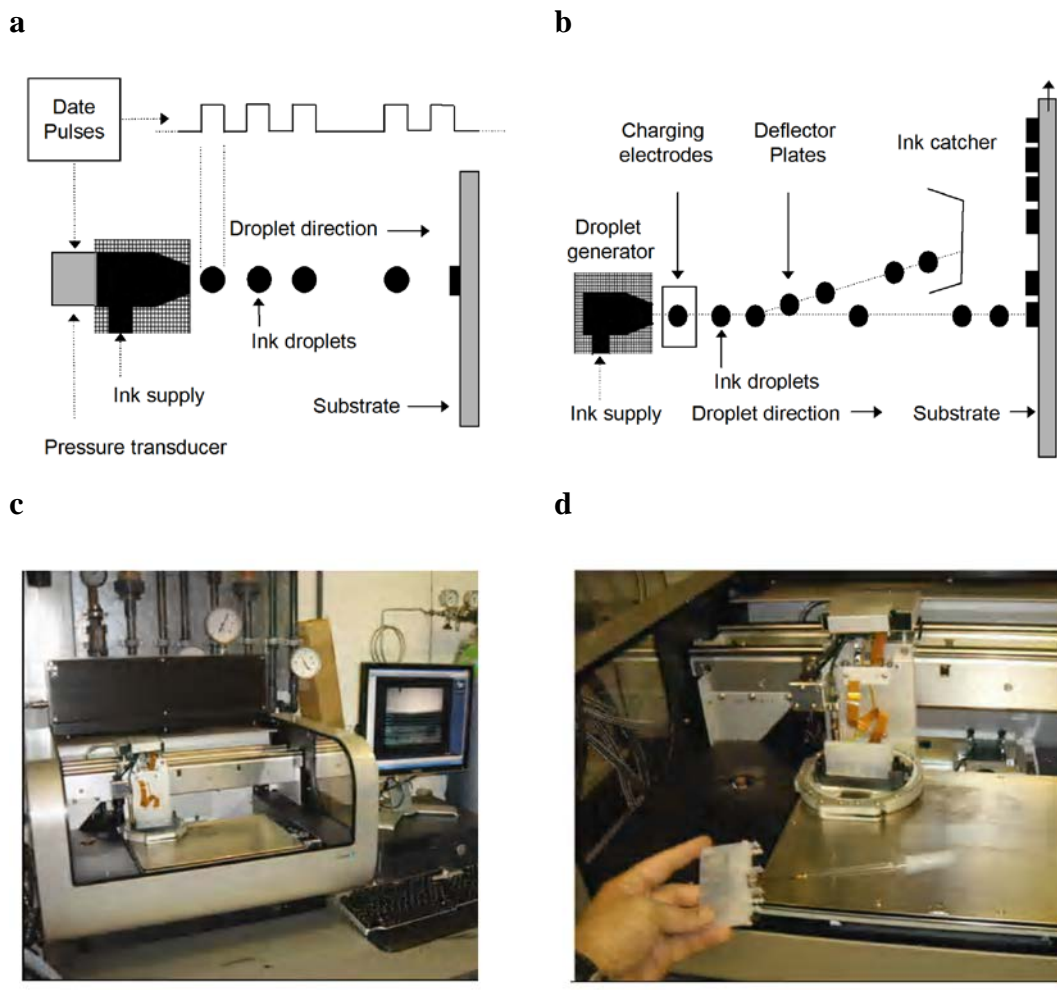 a
Date
Pulses
Droplet direction
Ink droplets
Ink supply
Substrate
Pressure transducer
b
Charging
electrodes
Deflector
Plates
Ink catcher
Droplet
generator
Ink droplets
Ink supply
Droplet direction
Substrate
c
d